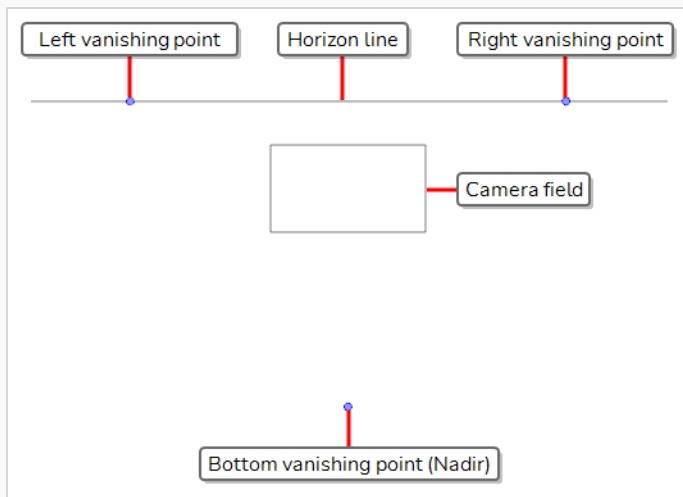 Left vanishing point
Horizon line
Right vanishing point
Camera field
Bottom vanishing point (Nadir)